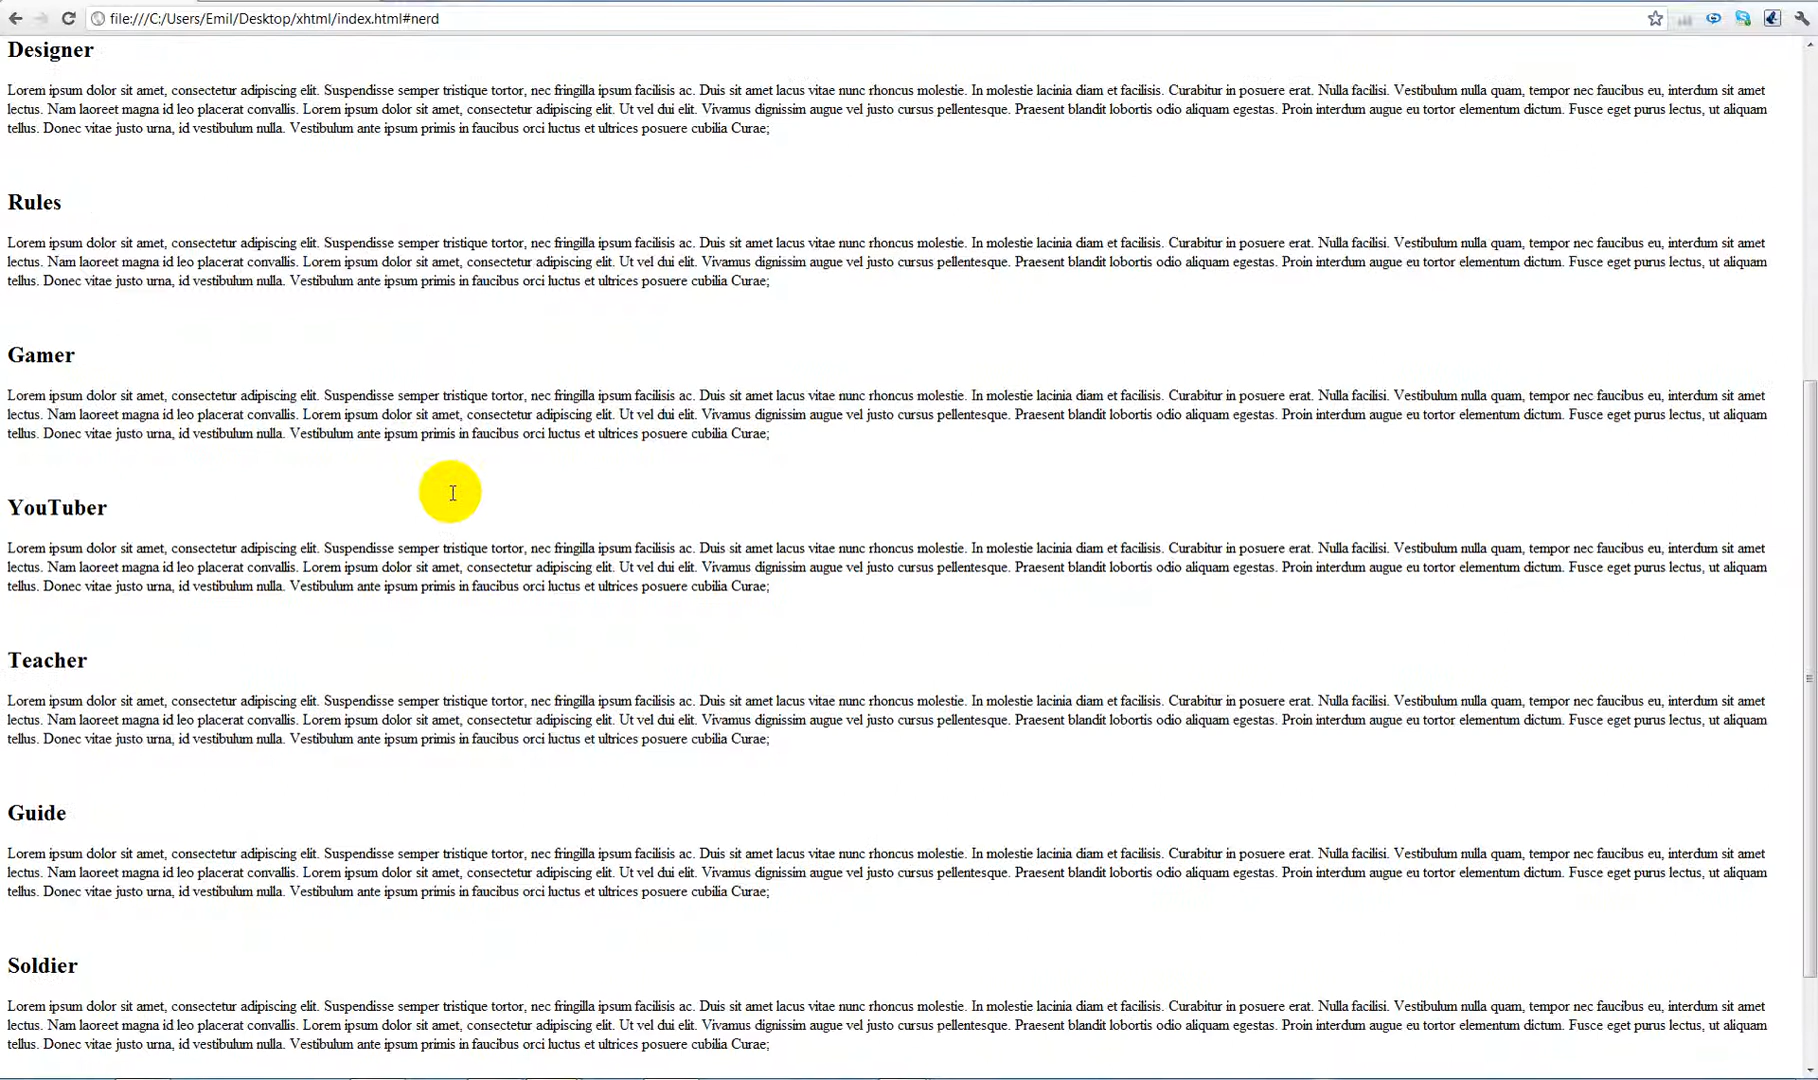 file:///C:/Users/Emil/Desktop/xhtml/index.html#nerd
Designer
Lorem ipsum dolor sit amet, consectetur adipiscing elit. Suspendisse semper tristique tortor, nec fringilla ipsum facilisis ac. Duis sit amet lacus vitae nunc rhoncus molestie. In molestie lacinia diam et facilisis. Curabitur in posuere erat. Nulla facilisi. Vestibulum nulla quam, tempor nec faucibus eu, interdum sit amet
lectus. Nam laoreet magna id leo placerat convallis. Lorem ipsum dolor sit amet, consectetur adipiscing elit. Ut vel dui elit. Vivamus dignissim augue vel justo cursus pellentesque. Praesent blandit lobortis odio aliquam egestas. Proin interdum augue eu tortor elementum dictum. Fusce eget purus lectus, ut aliquam
tellus. Donec vitae justo urna, id vestibulum nulla. Vestibulum ante ipsum primis in faucibus orci luctus et ultrices posuere cubilia Curae;
Rules
Lorem ipsum dolor sit amet, consectetur adipiscing elit. Suspendisse semper tristique tortor, nec fringilla ipsum facilisis ac. Duis sit amet lacus vitae nunc rhoncus molestie. In molestie lacinia diam et facilisis. Curabitur in posuere erat. Nulla facilisi. Vestibulum nulla quam, tempor nec faucibus eu, interdum sit amet
lectus. Nam laoreet magna id leo placerat convallis. Lorem ipsum dolor sit amet, consectetur adipiscing elit. Ut vel dui elit. Vivamus dignissim augue vel justo cursus pellentesque. Praesent blandit lobortis odio aliquam egestas. Proin interdum augue eu tortor elementum dictum. Fusce eget purus lectus, ut aliquam
tellus. Donec vitae justo urna, id vestibulum nulla. Vestibulum ante ipsum primis in faucibus orci luctus et ultrices posuere cubilia Curae;
Gamer
Lorem ipsum dolor sit amet, consectetur adipiscing elit. Suspendisse semper tristique tortor, nec fringilla ipsum facilisis ac. Duis sit amet lacus vitae nunc rhoncus molestie. In molestie lacinia diam et facilisis. Curabitur in posuere erat. Nulla facilisi. Vestibulum nulla quam, tempor nec faucibus eu, interdum sit amet
lectus. Nam laoreet magna id leo placerat convallis. Lorem ipsum dolor sit amet, consectetur adipiscing elit. Ut vel dui elit. Vivamus dignissim augue vel justo cursus pellentesque. Praesent blandit lobortis odio aliquam egestas. Proin interdum augue eu tortor elementum dictum. Fusce eget purus lectus, ut aliquam
tellus. Donec vitae justo urna, id vestibulum nulla. Vestibulum ante ipsum primis in faucibus orci luctus et ultrices posuere cubilia Curae;
YouTuber
Lorem ipsum dolor sit amet, consectetur adipiscing elit. Suspendisse semper tristique tortor, nec fringilla ipsum facilisis ac. Duis sit amet lacus vitae nunc rhoncus molestie. In molestie lacinia diam et facilisis. Curabitur in posuere erat. Nulla facilisi. Vestibulum nulla quam, tempor nec faucibus eu, interdum sit amet
lectus. Nam laoreet magna id leo placerat convallis. Lorem ipsum dolor sit amet, consectetur adipiscing elit. Ut vel dui elit. Vivamus dignissim augue vel justo cursus pellentesque. Praesent blandit lobortis odio aliquam egestas. Proin interdum augue eu tortor elementum dictum. Fusce eget purus lectus, ut aliquam
tellus. Donec vitae justo urna, id vestibulum nulla. Vestibulum ante ipsum primis in faucibus orci luctus et ultrices posuere cubilia Curae;
Teacher
Lorem ipsum dolor sit amet, consectetur adipiscing elit. Suspendisse semper tristique tortor, nec fringilla ipsum facilisis ac. Duis sit amet lacus vitae nunc rhoncus molestie. In molestie lacinia diam et facilisis. Curabitur in posuere erat. Nulla facilisi. Vestibulum nulla quam, tempor nec faucibus eu, interdum sit amet
lectus. Nam laoreet magna id leo placerat convallis. Lorem ipsum dolor sit amet, consectetur adipiscing elit. Ut vel dui elit. Vivamus dignissim augue vel justo cursus pellentesque. Praesent blandit lobortis odio aliquam egestas. Proin interdum augue eu tortor elementum dictum. Fusce eget purus lectus, ut aliquam
tellus. Donec vitae justo urna, id vestibulum nulla. Vestibulum ante ipsum primis in faucibus orci luctus et ultrices posuere cubilia Curae;
Guide
Lorem ipsum dolor sit amet, consectetur adipiscing elit. Suspendisse semper tristique tortor, nec fringilla ipsum facilisis ac. Duis sit amet lacus vitae nunc rhoncus molestie. In molestie lacinia diam et facilisis. Curabitur in posuere erat. Nulla facilisi. Vestibulum nulla quam, tempor nec faucibus eu, interdum sit amet
lectus. Nam laoreet magna id leo placerat convallis. Lorem ipsum dolor sit amet, consectetur adipiscing elit. Ut vel dui elit. Vivamus dignissim augue vel justo cursus pellentesque. Praesent blandit lobortis odio aliquam egestas. Proin interdum augue eu tortor elementum dictum. Fusce eget purus lectus, ut aliquam
tellus. Donec vitae justo urna, id vestibulum nulla. Vestibulum ante ipsum primis in faucibus orci luctus et ultrices posuere cubilia Curae;
Soldier
Lorem ipsum dolor sit amet, consectetur adipiscing elit. Suspendisse semper tristique tortor, nec fringilla ipsum facilisis ac. Duis sit amet lacus vitae nunc rhoncus molestie. In molestie lacinia diam et facilisis. Curabitur in posuere erat. Nulla facilisi. Vestibulum nulla quam, tempor nec faucibus eu, interdum sit amet
lectus. Nam laoreet magna id leo placerat convallis. Lorem ipsum dolor sit amet, consectetur adipiscing elit. Ut vel dui elit. Vivamus dignissim augue vel justo cursus pellentesque. Praesent blandit lobortis odio aliquam egestas. Proin interdum augue eu tortor elementum dictum. Fusce eget purus lectus, ut aliquam
tellus. Donec vitae justo urna, id vestibulum nulla. Vestibulum ante ipsum primis in faucibus orci luctus et ultrices posuere cubilia Curae;